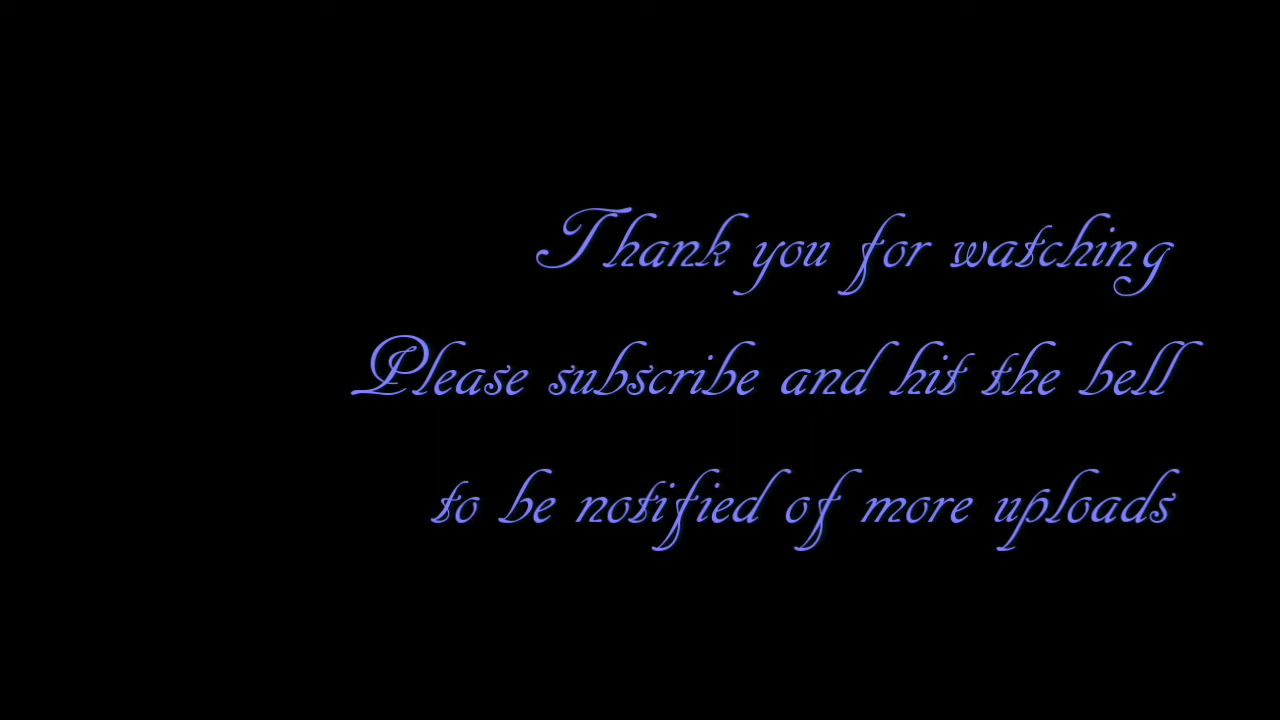 Thank you for watching
Please subscribe and hit the bell
to be notified of more uploads